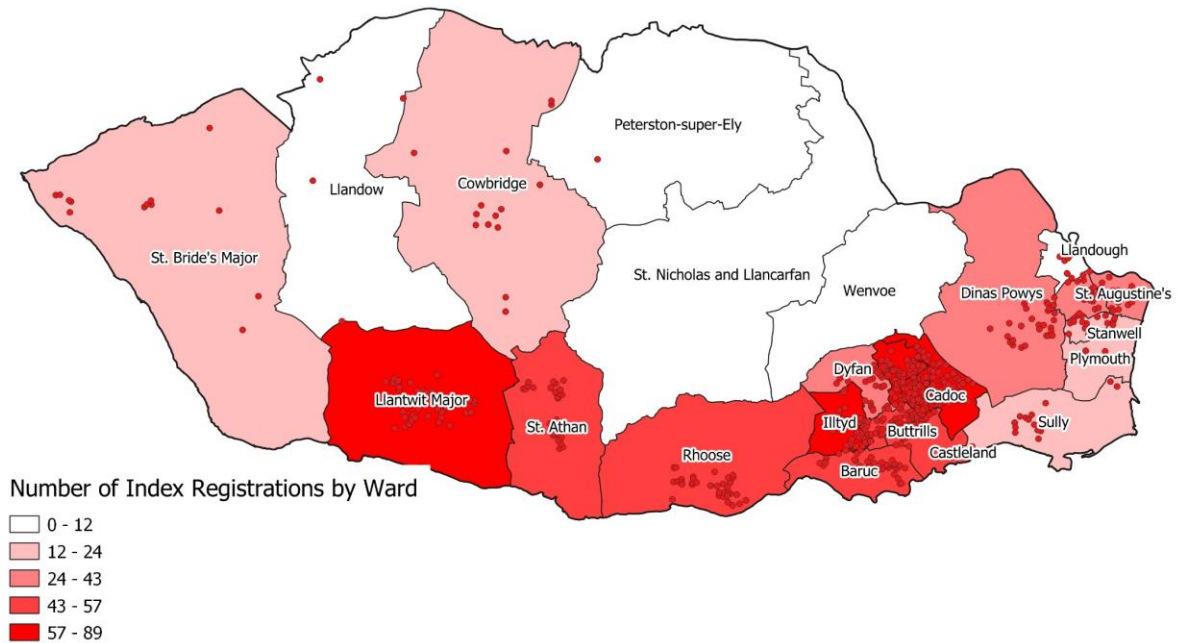 Peterston-super-Ely
Llandow
Cowbridge
St. Bride's Major
St. Nicholas and Llancarfan
Wenvoe
Llandough
Dinas Powys
St. Augustine's
Stanwell
Plymouth
Dyfan
Cadoc
Llantwit Major
Illtyd
Sully
St. Athan
Buttrills
Rhoose
Castleland
Baruc
Number of Index Registrations by Ward
0 - 12
12 - 24
24 - 43
43 - 57
57 - 89